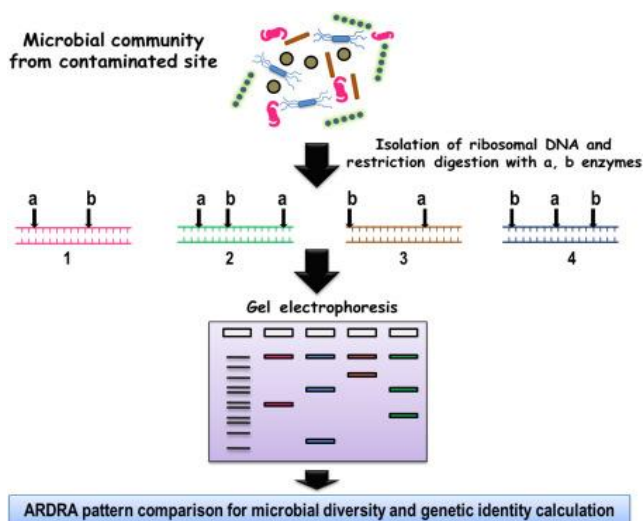 Microbial community
from contaminated site
Isolation of ribosomal DNA and
restriction digestion with a, b enzymes
a b a b a b a b a b
1 2 3 4
Gel electrophoresis
ARDRA pattern comparison for microbial diversity and genetic identity calculation